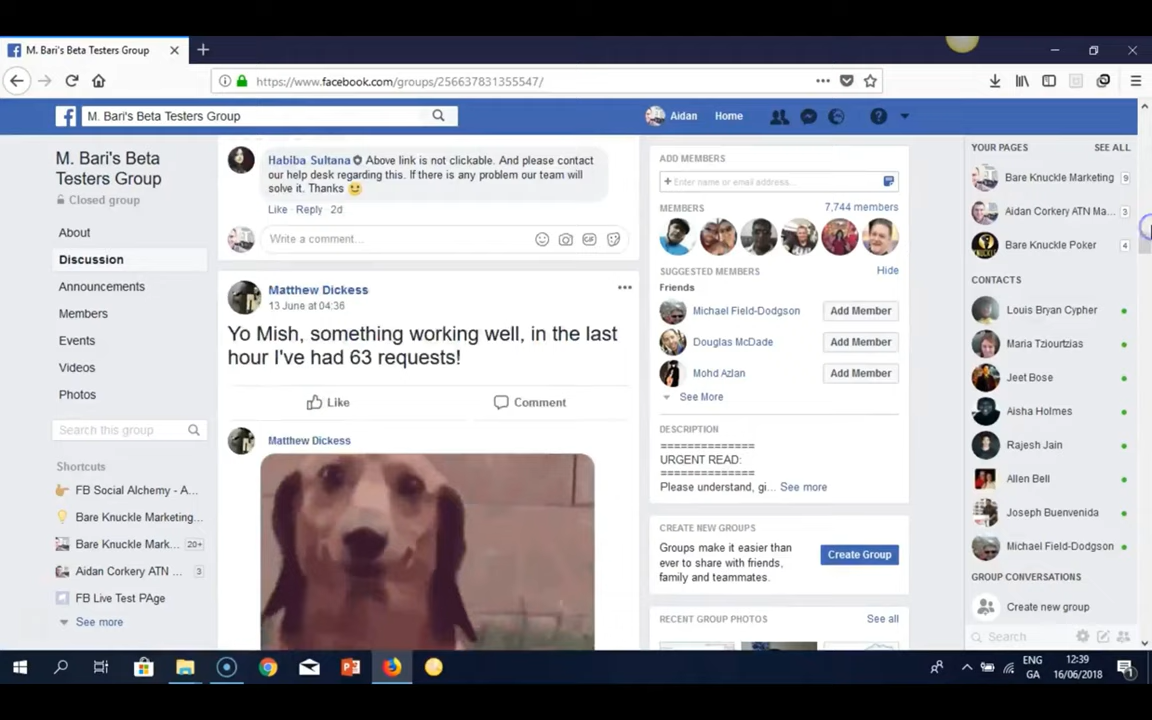 M. Bari's Beta Testers Group
https://www.facebook.com/groups/256637831355547/
M. Bari's Beta Testers Group
Aidan
Home
M. Bari's Beta
Testers Group
Closed group
About
Discussion
Announcements
Members
Events
Videos
Photos
Search this group
Shortcuts
FB Social Alchemy - A...
Bare Knuckle Marketing...
Bare Knuckle Mark... 20+
Aidan Corkery ATN ... 3
FB Live Test PAge
See more
Habiba Sultana Above link is not clickable. And please contact
our help desk regarding this. If there is any problem our team will
solve it. Thanks
Like · Reply · 2d
Write a comment...
Matthew Dickess
13 June at 04:36
Yo Mish, something working well, in the last
hour I've had 63 requests!
Like
Comment
Matthew Dickess
ADD MEMBERS
+ Enter name or email address...
MEMBERS
7,744 members
SUGGESTED MEMBERS
Hide
Friends
Michael Field-Dodgson
Add Member
Douglas McDade
Add Member
Mohd Azlan
Add Member
See More
DESCRIPTION
==============
URGENT READ:
==============
Please understand, gi... See more
CREATE NEW GROUPS
Groups make it easier than
ever to share with friends,
family and teammates.
Create Group
RECENT GROUP PHOTOS
See all
YOUR PAGES
SEE ALL
Bare Knuckle Marketing 9
Aidan Corkery ATN Ma... 3
Bare Knuckle Poker 4
CONTACTS
Louis Bryan Cypher
Maria Tziourtzias
Jeet Bose
Aisha Holmes
Rajesh Jain
Allen Bell
Joseph Buenvenida
Michael Field-Dodgson
GROUP CONVERSATIONS
Create new group
Search
ENG
GA
12:39
16/06/2018